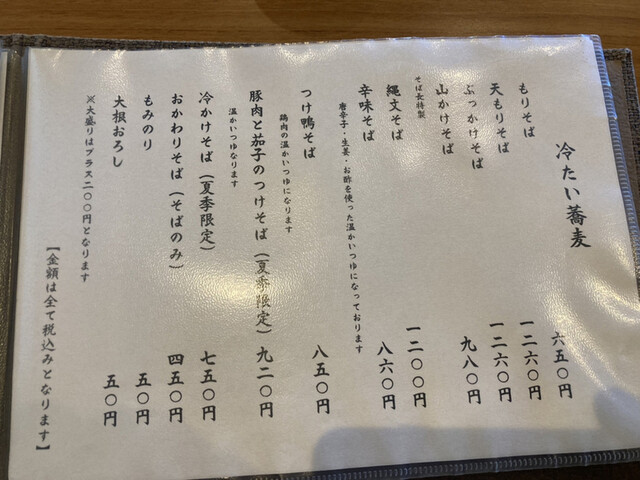 冷たい蕎麦
もりそば 六五〇円
天もりそば 一二六〇円
ぶっかけそば 一二六〇円
山かけそば 九八〇円
そば長特製
縄文そば 一二〇〇円
辛味そば 八六〇円
唐辛子・生姜・お酢を使った温かいつゆになっております
つけ鴨そば 八五〇円
鶏肉の温かいつゆになります
豚肉と茄子のつけそば(夏季限定) 九二〇円
温かいつゆなります
冷かけそば(夏季限定) 七五〇円
おかわりそば(そばのみ) 四五〇円
もみのり 五〇円
大根おろし 五〇円
※大盛りはプラス二〇〇円となります
【金額は全て税込みとなります】